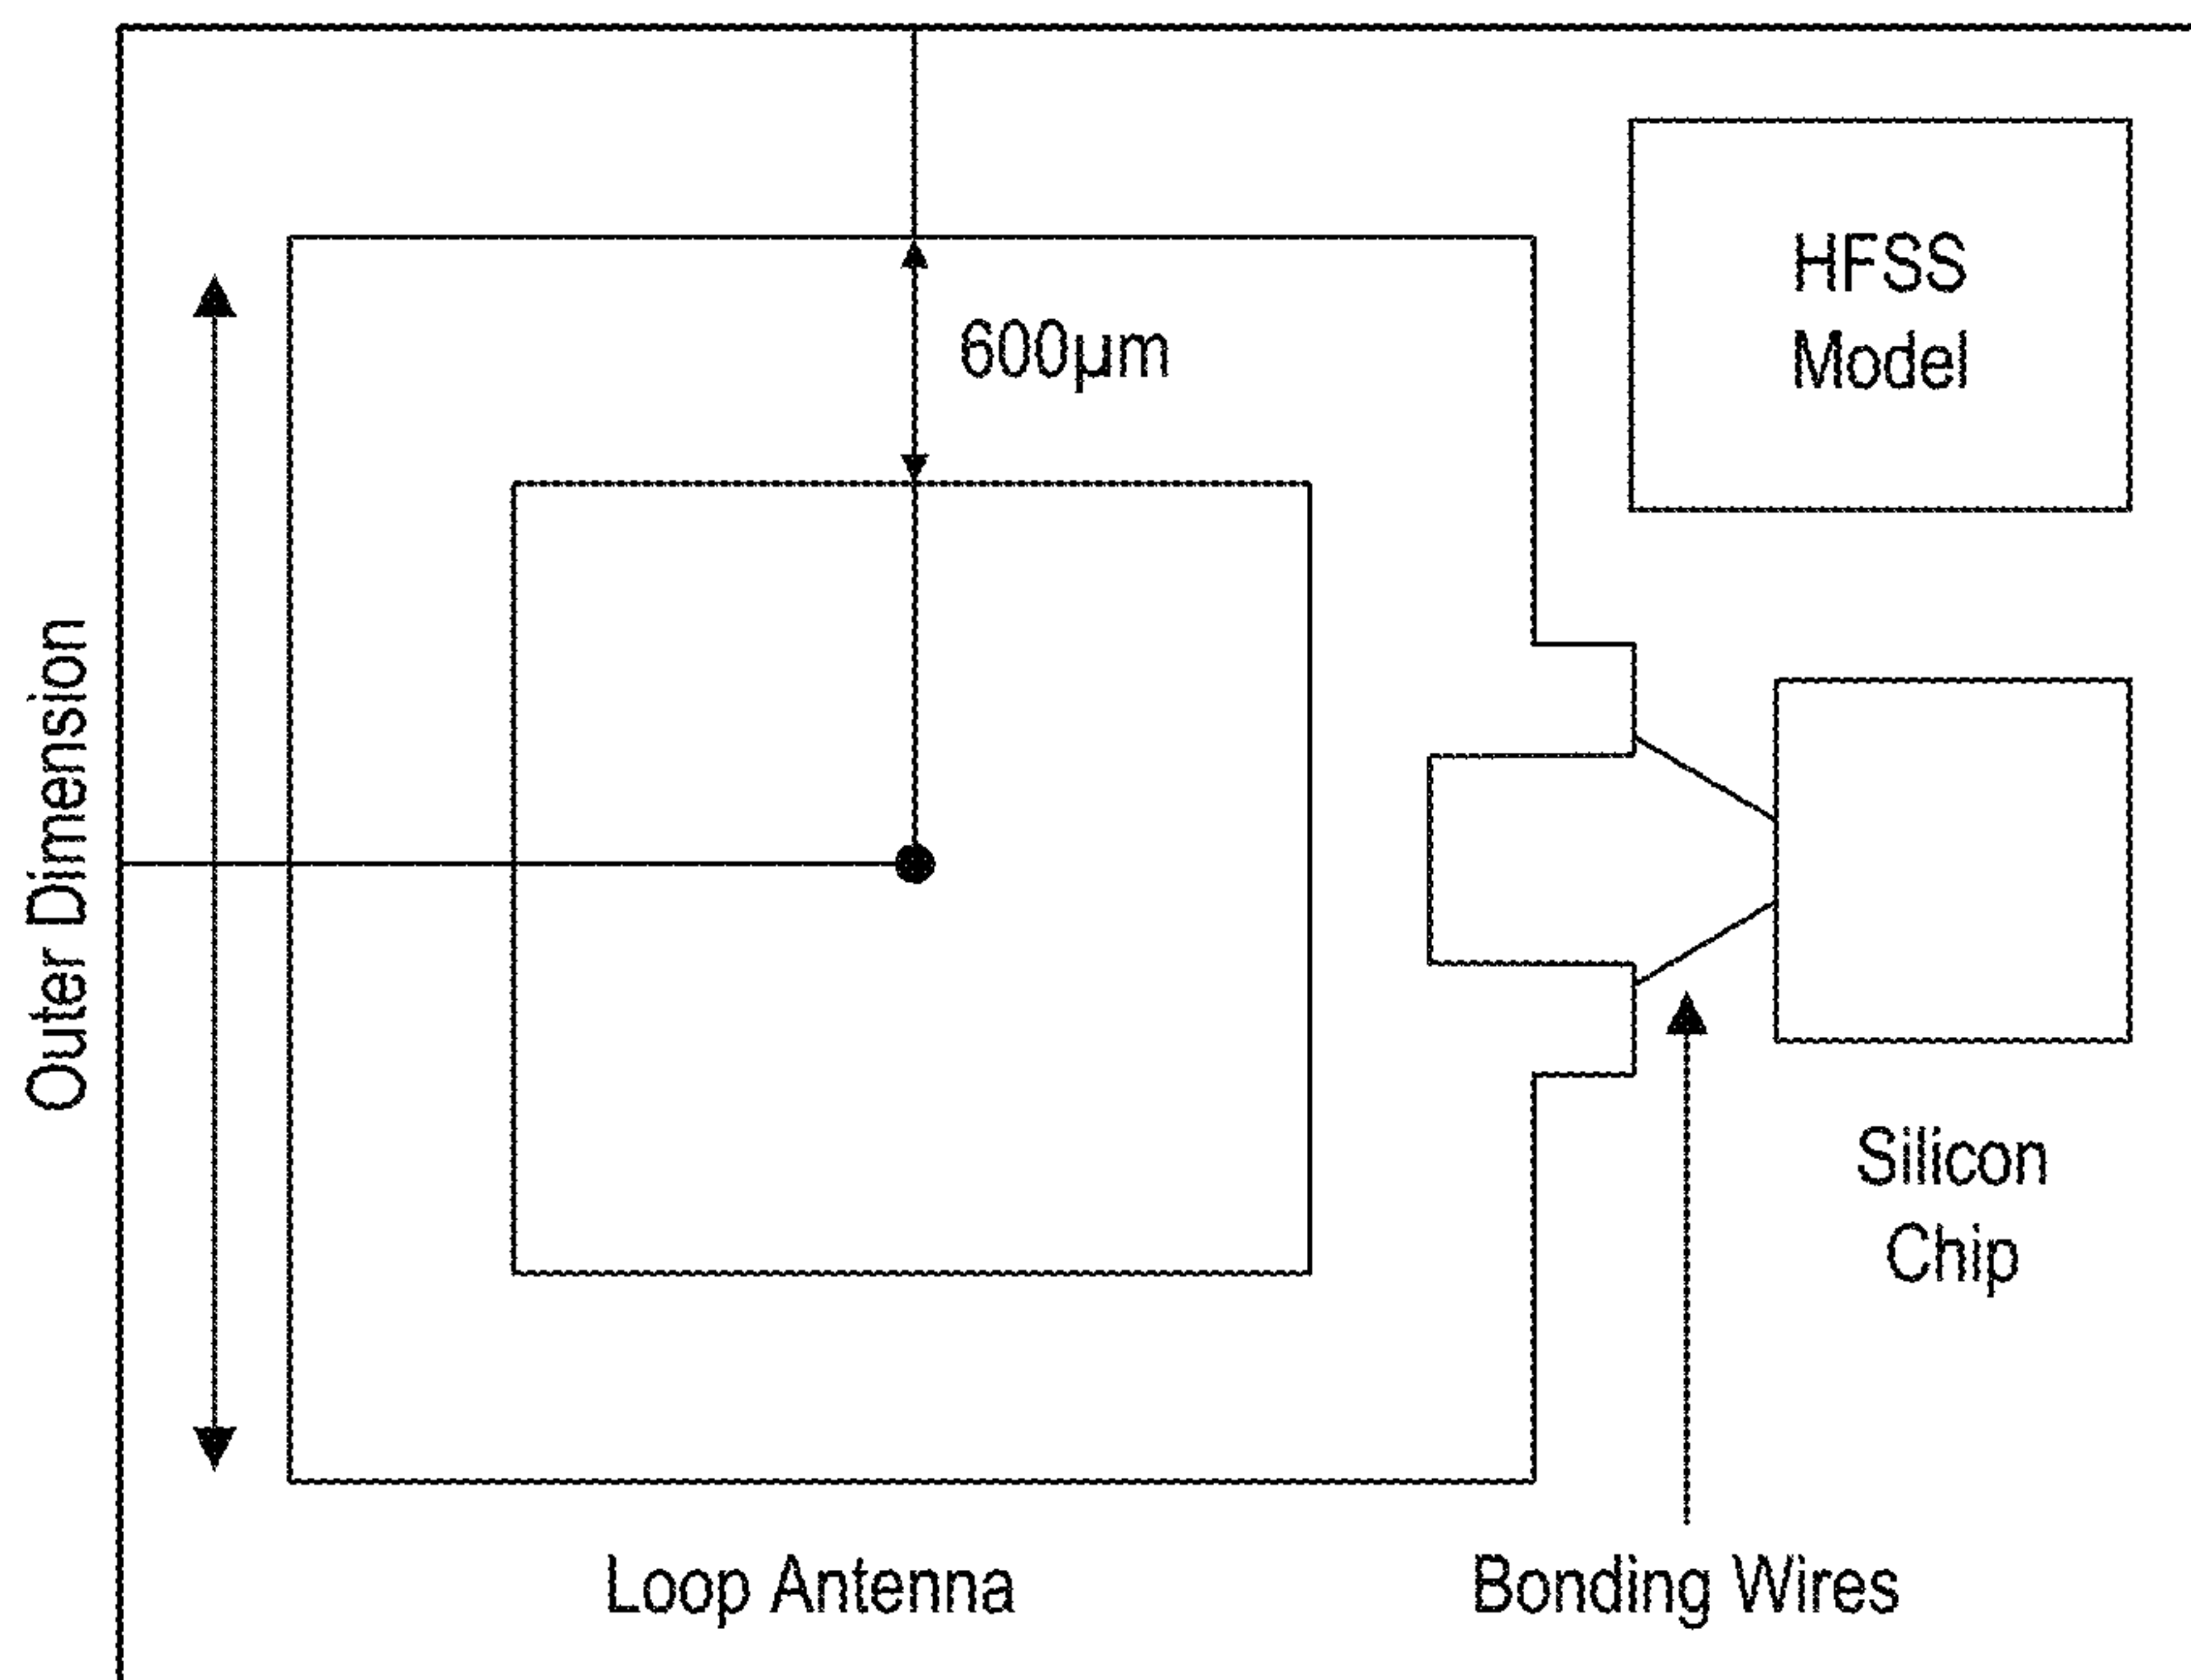 HFSS
Model
600µm
Outer Dimension
Silicon
Chip
Loop Antenna
Bonding Wires